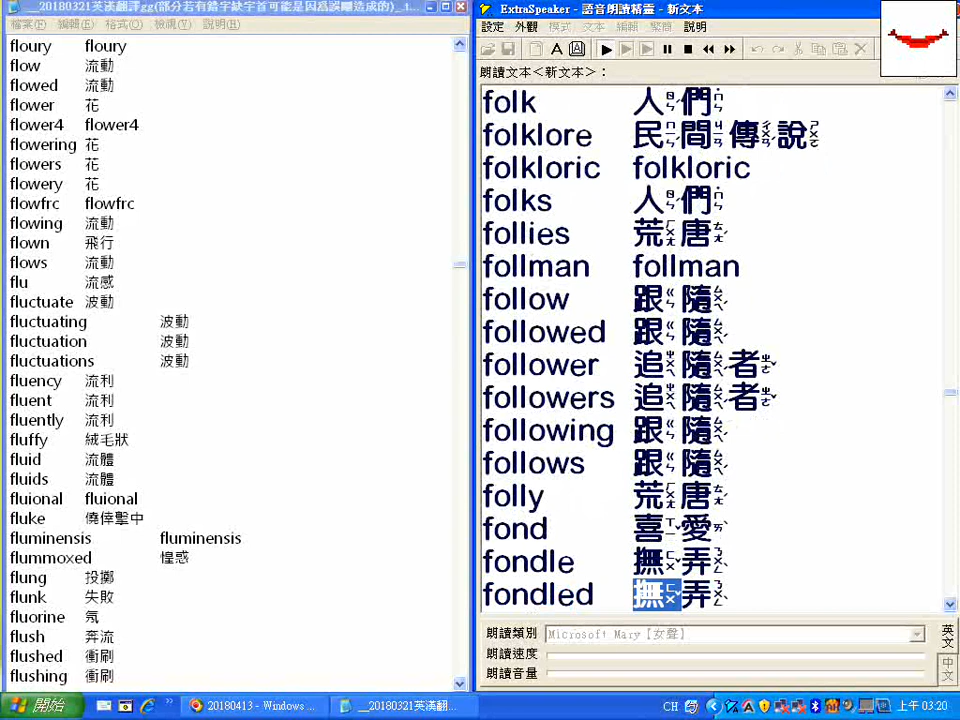 __20180321英漢翻譯gg(部分若有錯字缺字首可能是因為誤刪造成的)_.t...
檔案(F) 編輯(E) 格式(O) 檢視(V) 說明(H)
floury floury
flow 流動
flowed 流動
flower 花
flower4 flower4
flowering 花
flowers 花
flowery 花
flowfrc flowfrc
flowing 流動
flown 飛行
flows 流動
flu 流感
fluctuate 波動
fluctuating 波動
fluctuation 波動
fluctuations 波動
fluency 流利
fluent 流利
fluently 流利
fluffy 絨毛狀
fluid 流體
fluids 流體
fluional fluional
fluke 僥倖擊中
fluminensis fluminensis
flummoxed 惶惑
flung 投擲
flunk 失敗
fluorine 氖
flush 奔流
flushed 衝刷
flushing 衝刷
ExtraSpeaker - 語音朗讀精靈 - 新文本
設定 外觀 模式 文本 編輯 繁簡 說明
朗讀文本<新文本>：
folk 人們
folklore 民間傳說
folkloric folkloric
folks 人們
follies 荒唐
follman follman
follow 跟隨
followed 跟隨
follower 追隨者
followers 追隨者
following 跟隨
follows 跟隨
folly 荒唐
fond 喜愛
fondle 撫弄
fondled 撫弄
朗讀類別 Microsoft Mary【女聲】
朗讀速度
朗讀音量
英文
中文
開始
20180413 - Windows ...
__20180321英漢翻...
CH
上午 03:20